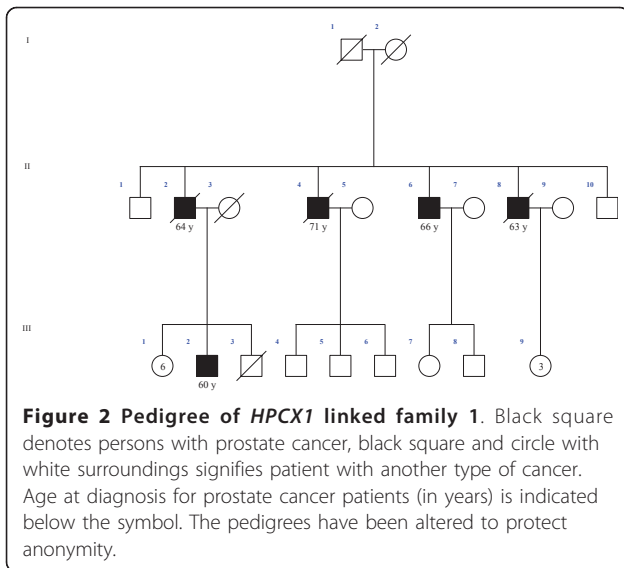 1 2
I
II
1 2 3 4 5 6 7 8 9 10
64 y 71 y 66 y 63 y
III
1 2 3 4 5 6 7 8 9
6 3
60 y
Figure 2 Pedigree of HPCX1 linked family 1. Black square
denotes persons with prostate cancer, black square and circle with
white surroundings signifies patient with another type of cancer.
Age at diagnosis for prostate cancer patients (in years) is indicated
below the symbol. The pedigrees have been altered to protect
anonymity.